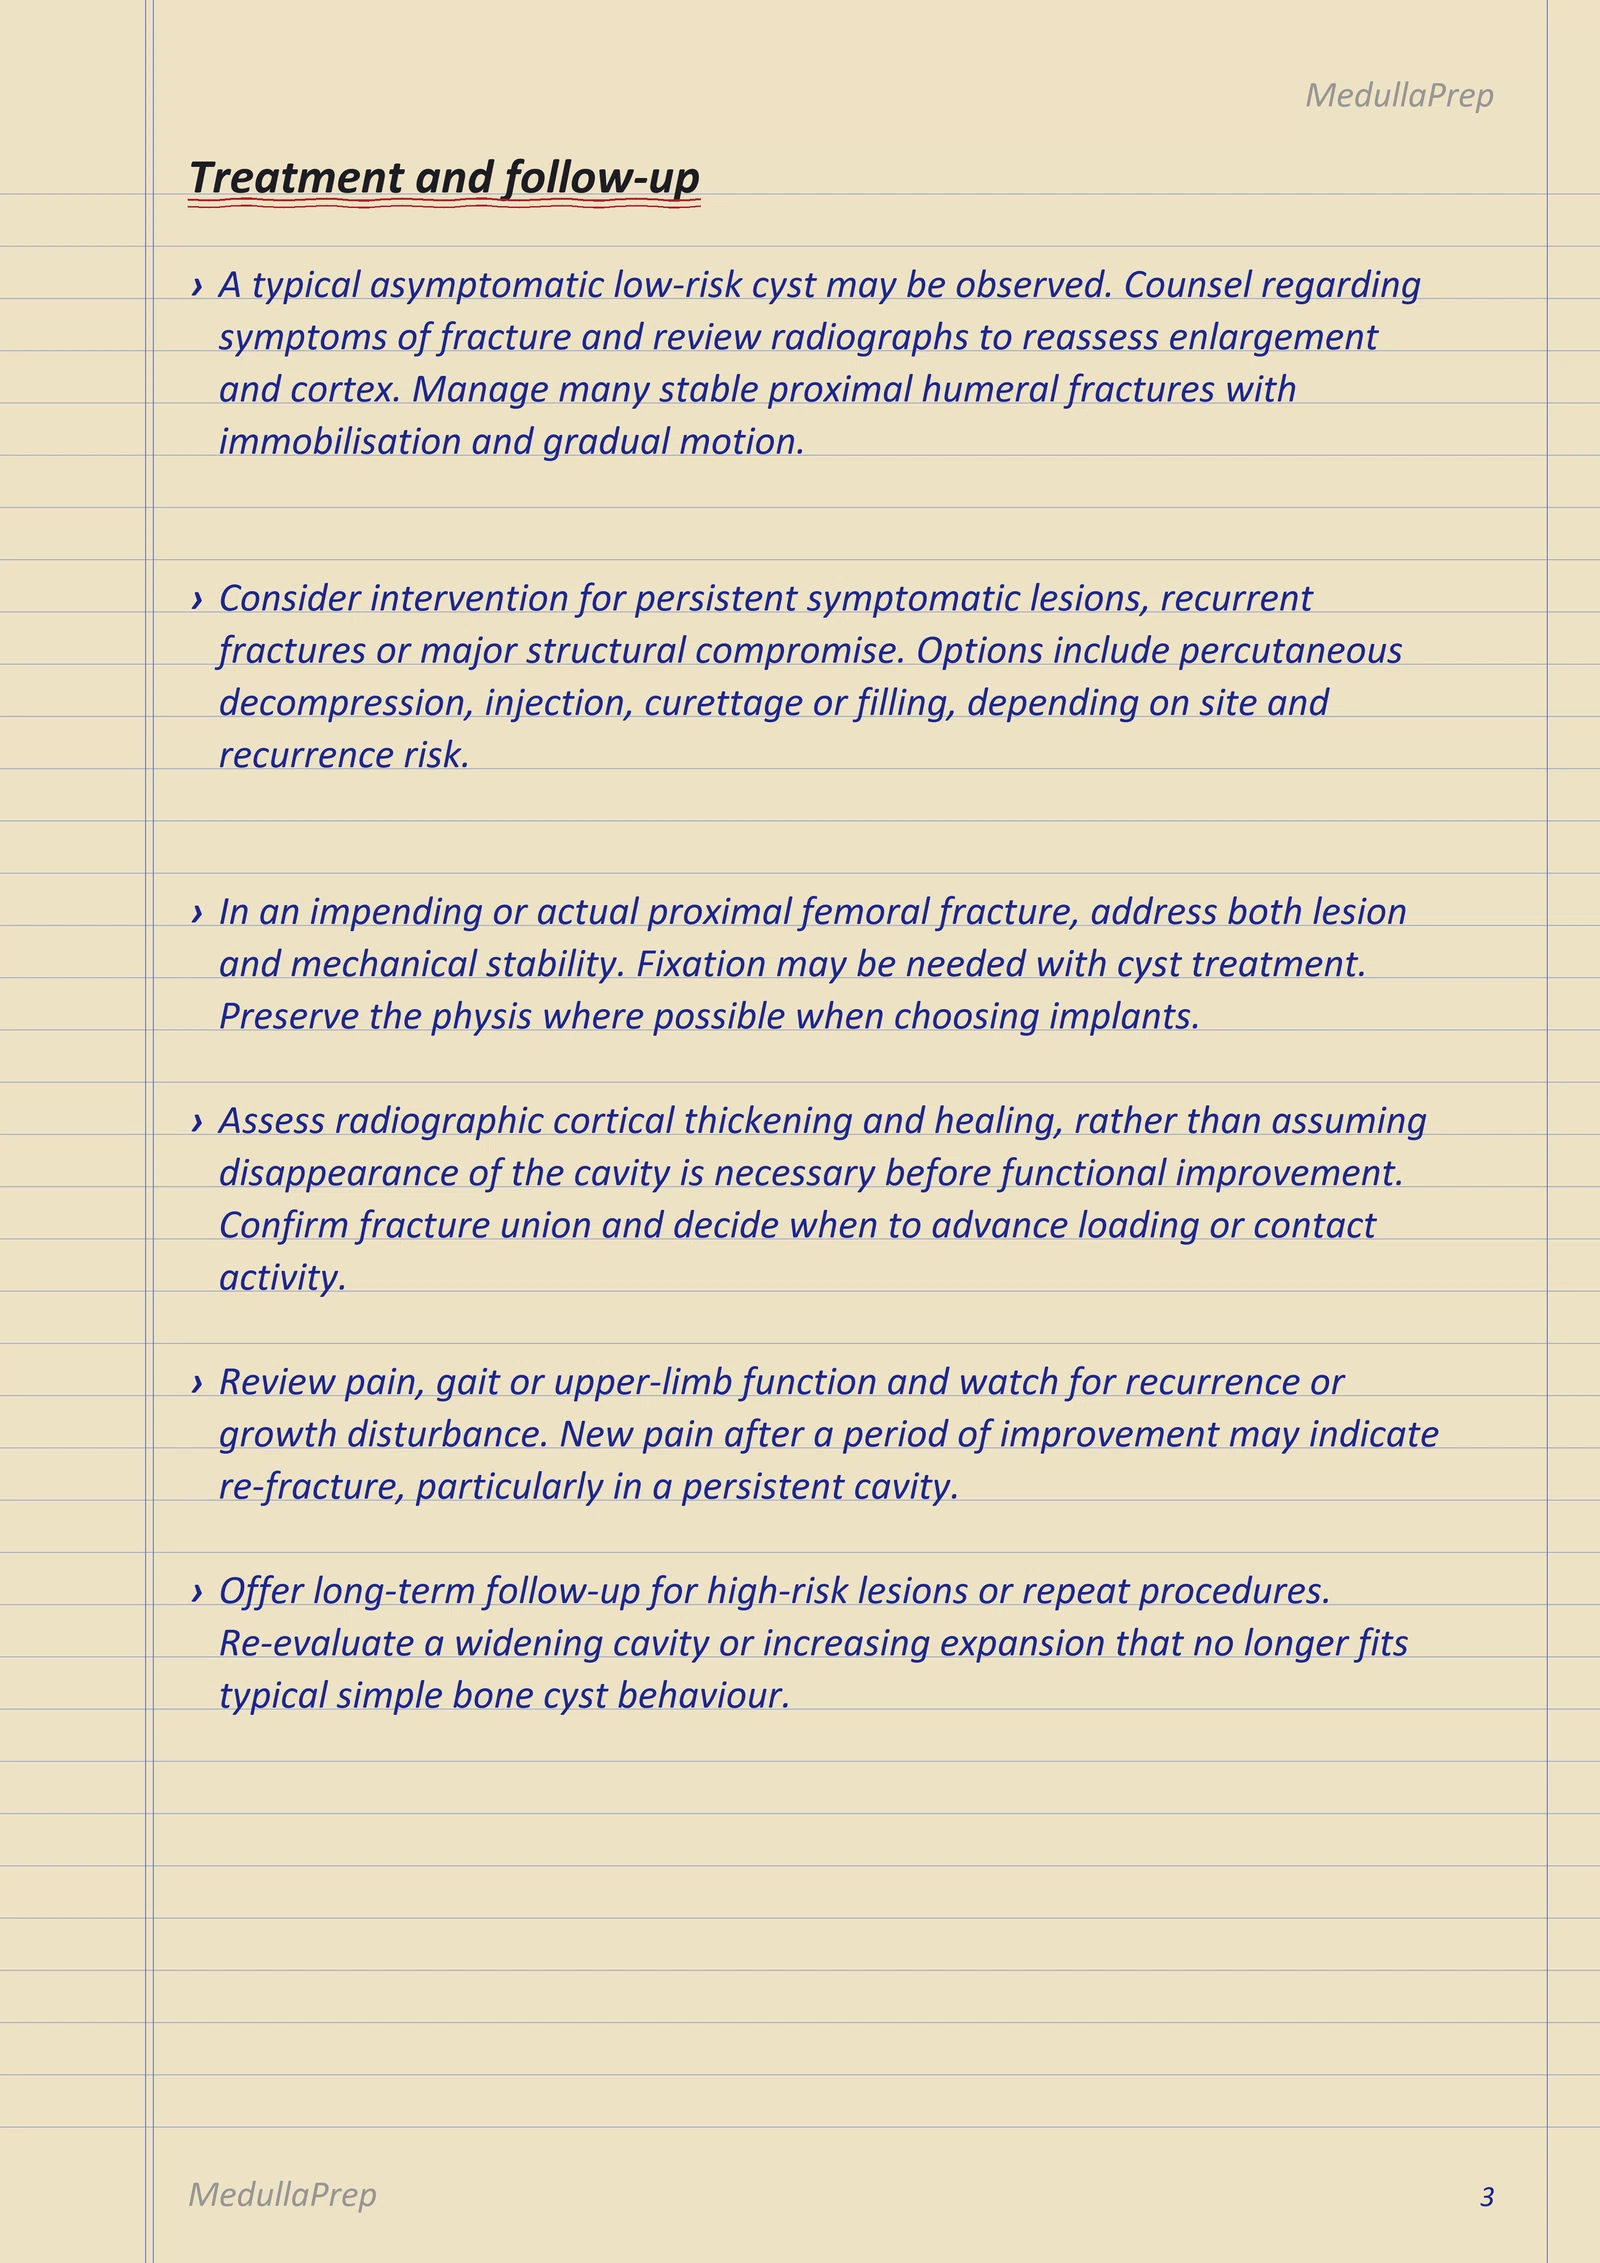 MedullaPrep
Treatment and follow-up
› A typical asymptomatic low-risk cyst may be observed. Counsel regarding
symptoms of fracture and review radiographs to reassess enlargement
and cortex. Manage many stable proximal humeral fractures with
immobilisation and gradual motion.
› Consider intervention for persistent symptomatic lesions, recurrent
fractures or major structural compromise. Options include percutaneous
decompression, injection, curettage or filling, depending on site and
recurrence risk.
› In an impending or actual proximal femoral fracture, address both lesion
and mechanical stability. Fixation may be needed with cyst treatment.
Preserve the physis where possible when choosing implants.
› Assess radiographic cortical thickening and healing, rather than assuming
disappearance of the cavity is necessary before functional improvement.
Confirm fracture union and decide when to advance loading or contact
activity.
› Review pain, gait or upper-limb function and watch for recurrence or
growth disturbance. New pain after a period of improvement may indicate
re-fracture, particularly in a persistent cavity.
› Offer long-term follow-up for high-risk lesions or repeat procedures.
Re-evaluate a widening cavity or increasing expansion that no longer fits
typical simple bone cyst behaviour.
MedullaPrep
3